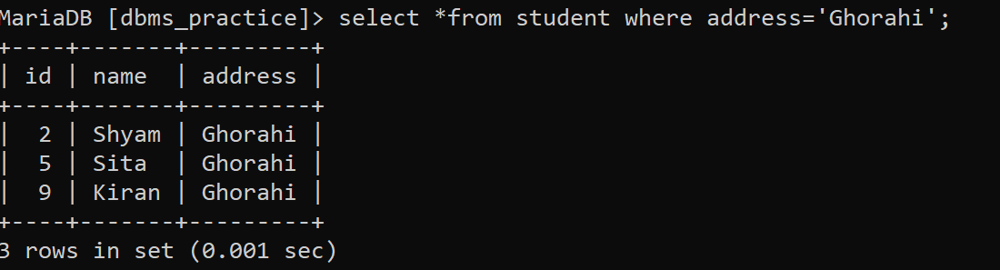 MariaDB [dbms_practice]> select *from student where address='Ghorahi';
+----+-------+---------+
| id | name  | address |
+----+-------+---------+
|  2 | Shyam | Ghorahi |
|  5 | Sita  | Ghorahi |
|  9 | Kiran | Ghorahi |
+----+-------+---------+
3 rows in set (0.001 sec)